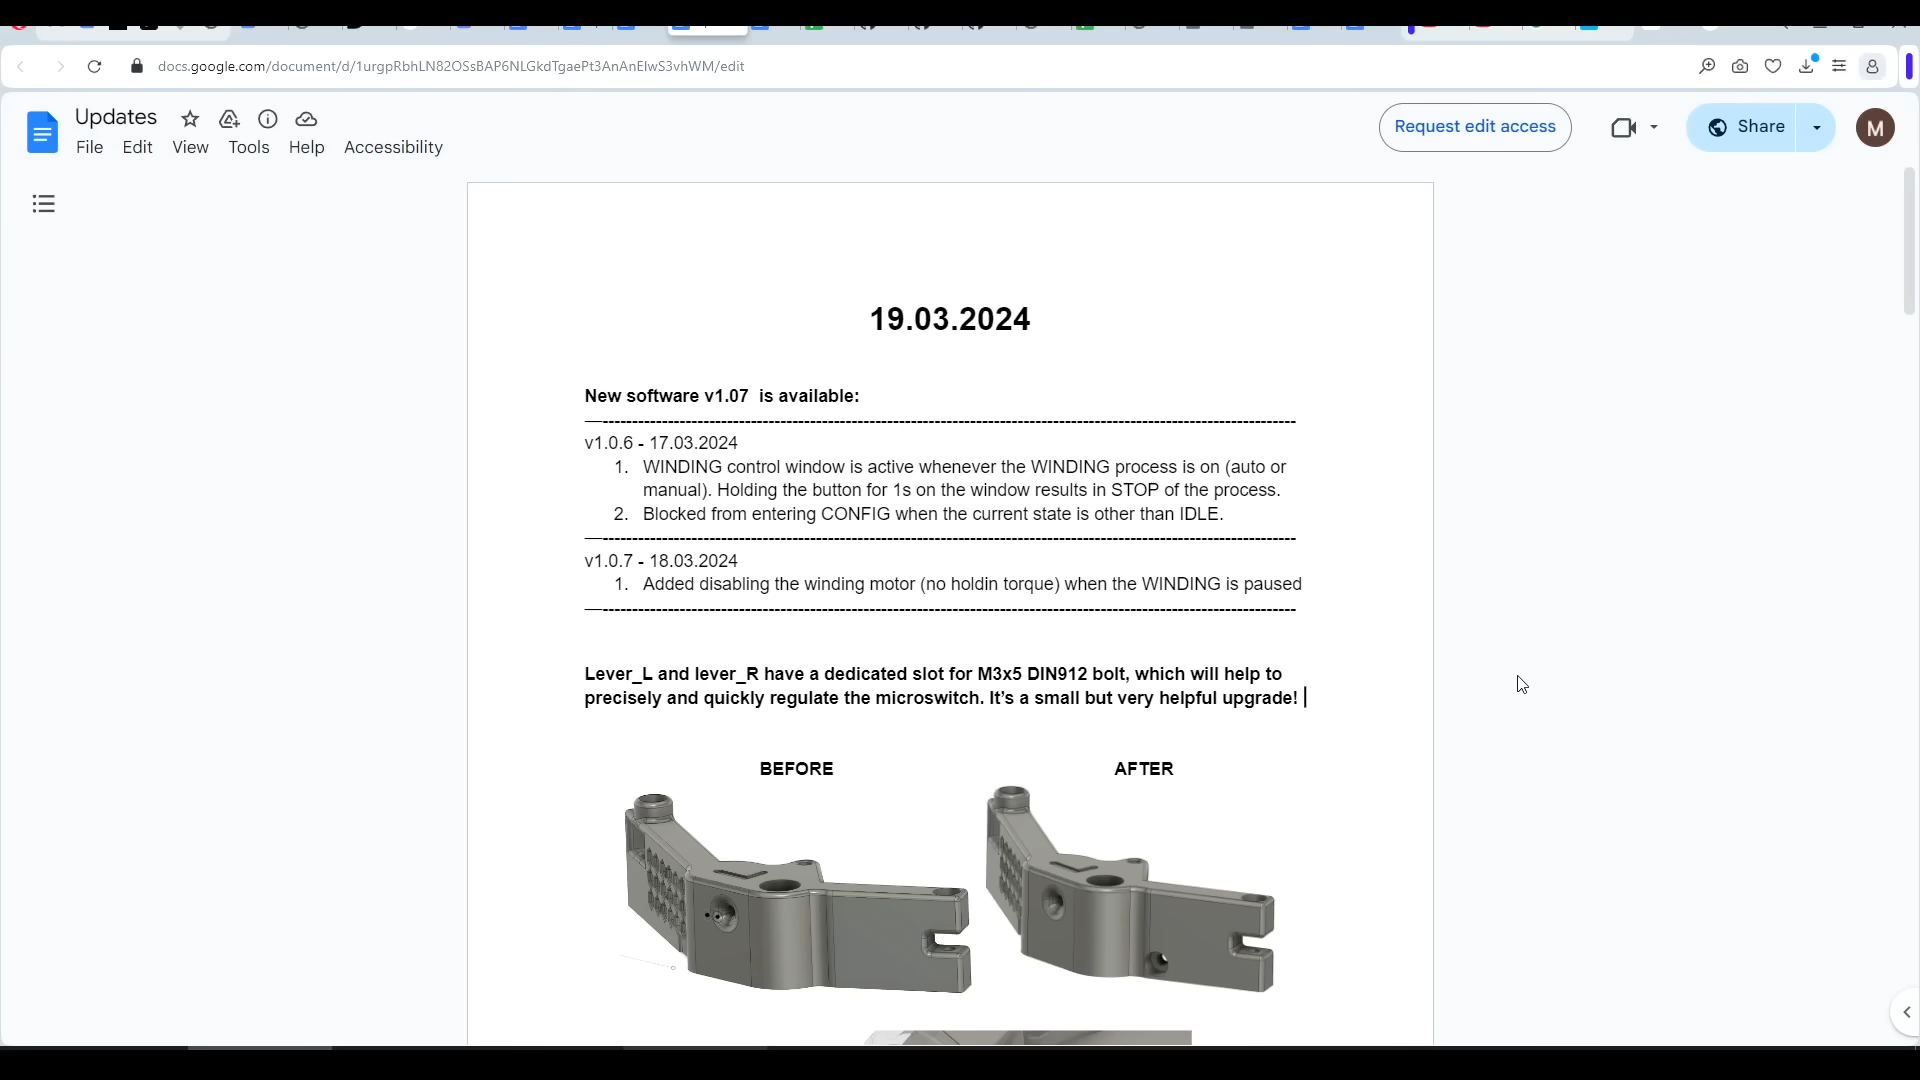 docs.google.com/document/d/1urgpRbhLN82OSsBAP6NLGkdTgaePt3AnAnElwS3vhWM/edit
Updates
File Edit View Tools Help Accessibility
Request edit access
Share
M
19.03.2024
New software v1.07  is available:
—----------------------------------------------------------------------------------------------------------------------
v1.0.6 - 17.03.2024
1. WINDING control window is active whenever the WINDING process is on (auto or
manual). Holding the button for 1s on the window results in STOP of the process.
2. Blocked from entering CONFIG when the current state is other than IDLE.
—----------------------------------------------------------------------------------------------------------------------
v1.0.7 - 18.03.2024
1. Added disabling the winding motor (no holdin torque) when the WINDING is paused
—----------------------------------------------------------------------------------------------------------------------
Lever_L and lever_R have a dedicated slot for M3x5 DIN912 bolt, which will help to
precisely and quickly regulate the microswitch. It’s a small but very helpful upgrade!
BEFORE AFTER